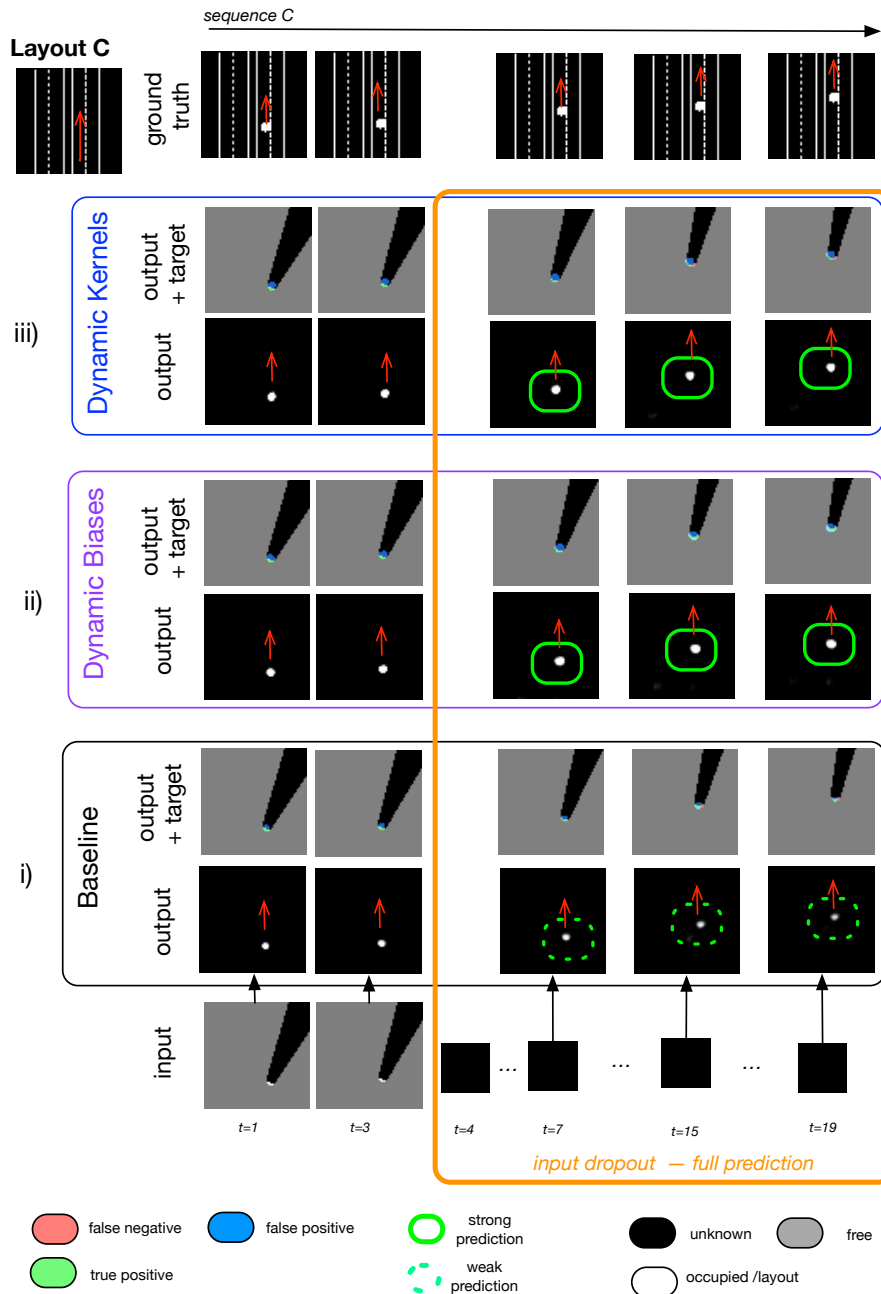 sequence C
Layout C
ground
truth
iii)
Dynamic Kernels
output
+ target
output
ii)
Dynamic Biases
output
+ target
output
i)
Baseline
output
+ target
output
input
... ... ...
t=1 t=3 t=4 t=7 t=15 t=19
input dropout — full prediction
false negative false positive strong
prediction unknown free
true positive weak
prediction occupied /layout